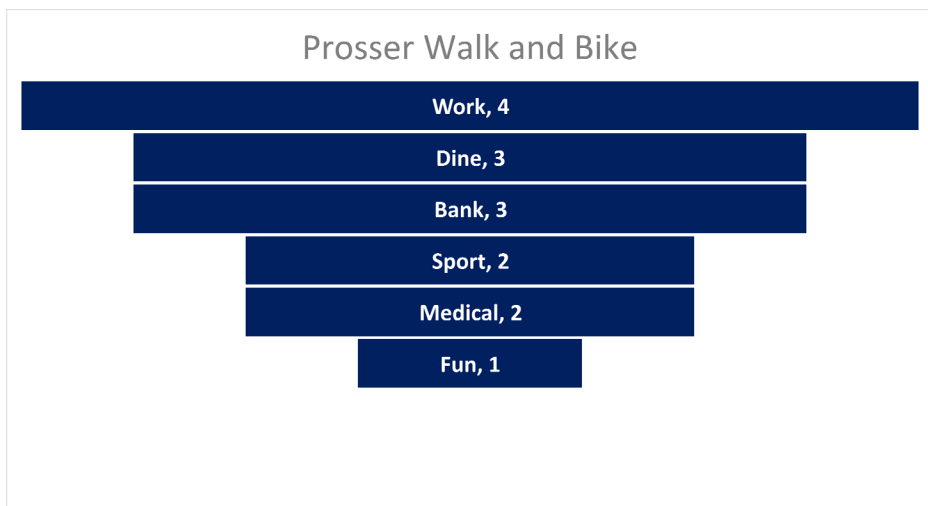 Prosser Walk and Bike
Work, 4
Dine, 3
Bank, 3
Sport, 2
Medical, 2
Fun, 1